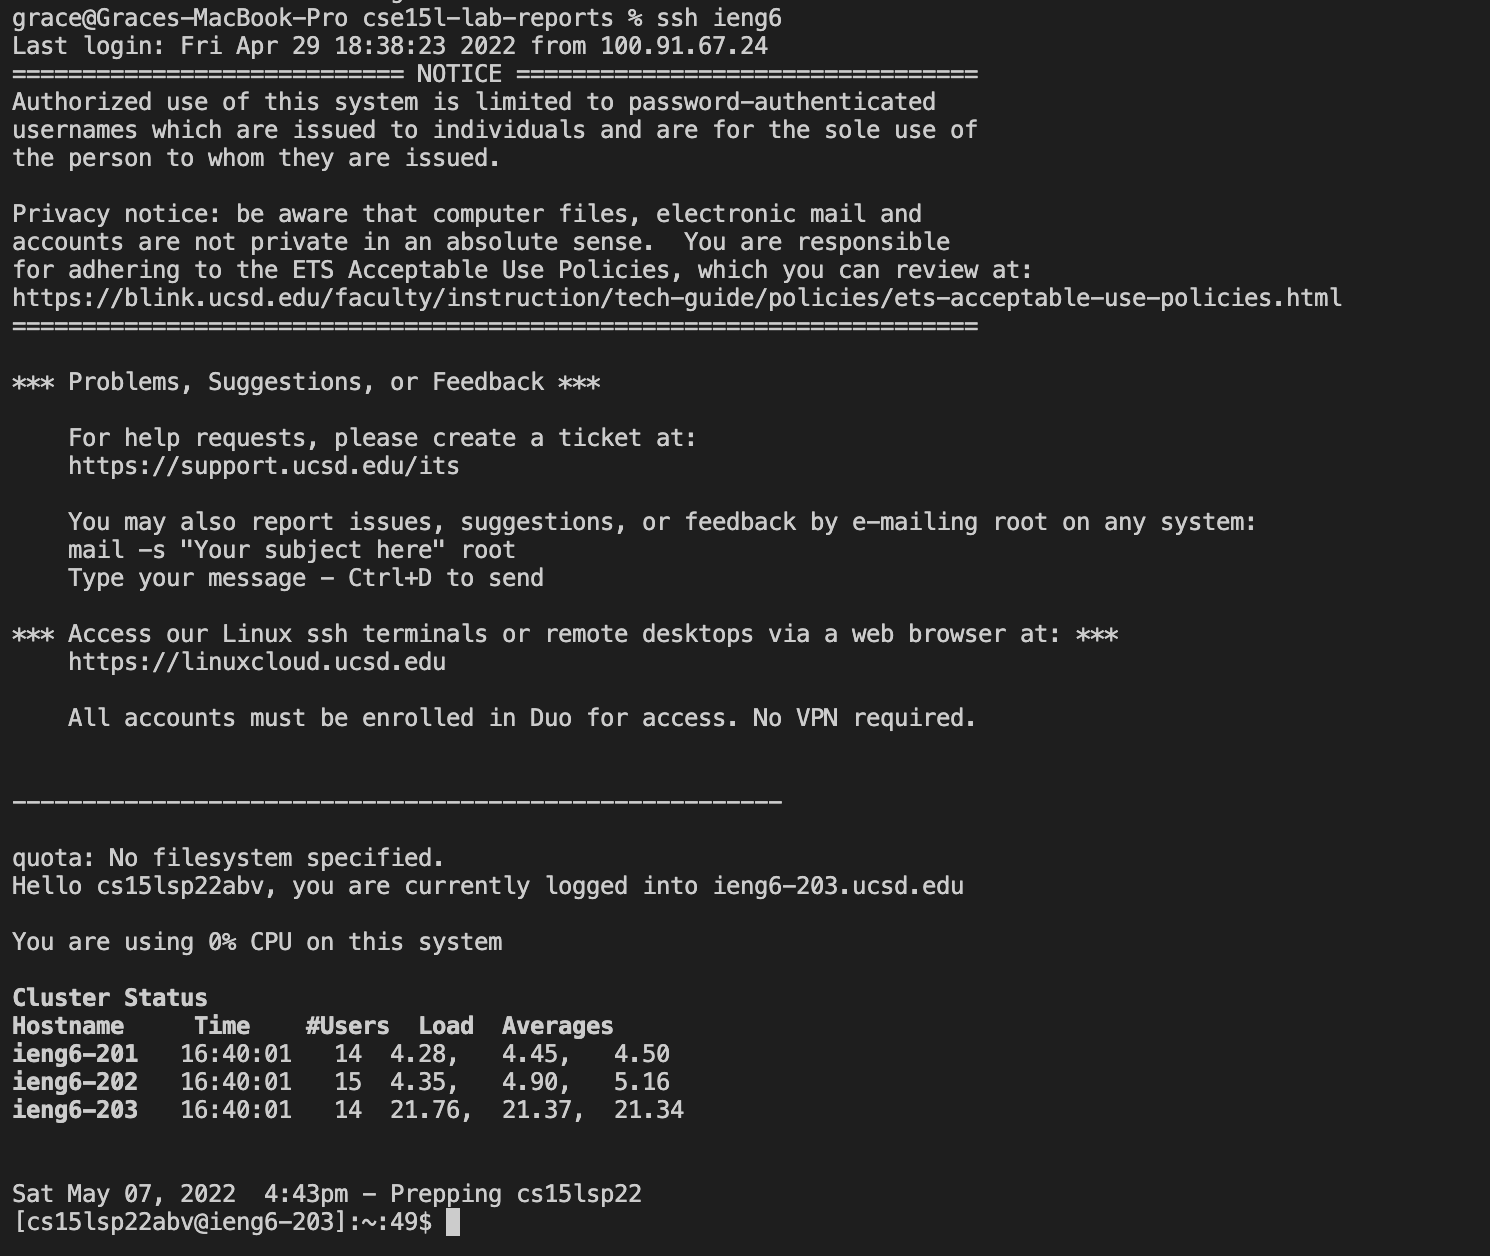 grace@Graces-MacBook-Pro cse15l-lab-reports % ssh ieng6
Last login: Fri Apr 29 18:38:23 2022 from 100.91.67.24
============================ NOTICE =================================
Authorized use of this system is limited to password-authenticated
usernames which are issued to individuals and are for the sole use of
the person to whom they are issued.

Privacy notice: be aware that computer files, electronic mail and
accounts are not private in an absolute sense.  You are responsible
for adhering to the ETS Acceptable Use Policies, which you can review at:
https://blink.ucsd.edu/faculty/instruction/tech-guide/policies/ets-acceptable-use-policies.html
=====================================================================

*** Problems, Suggestions, or Feedback ***

    For help requests, please create a ticket at:
    https://support.ucsd.edu/its

    You may also report issues, suggestions, or feedback by e-mailing root on any system:
    mail -s "Your subject here" root
    Type your message - Ctrl+D to send

*** Access our Linux ssh terminals or remote desktops via a web browser at: ***
    https://linuxcloud.ucsd.edu

    All accounts must be enrolled in Duo for access. No VPN required.


-------------------------------------------------------

quota: No filesystem specified.
Hello cs15lsp22abv, you are currently logged into ieng6-203.ucsd.edu

You are using 0% CPU on this system

Cluster Status
Hostname     Time    #Users  Load  Averages
ieng6-201   16:40:01   14  4.28,   4.45,   4.50
ieng6-202   16:40:01   15  4.35,   4.90,   5.16
ieng6-203   16:40:01   14  21.76,  21.37,  21.34


Sat May 07, 2022  4:43pm - Prepping cs15lsp22
[cs15lsp22abv@ieng6-203]:~:49$